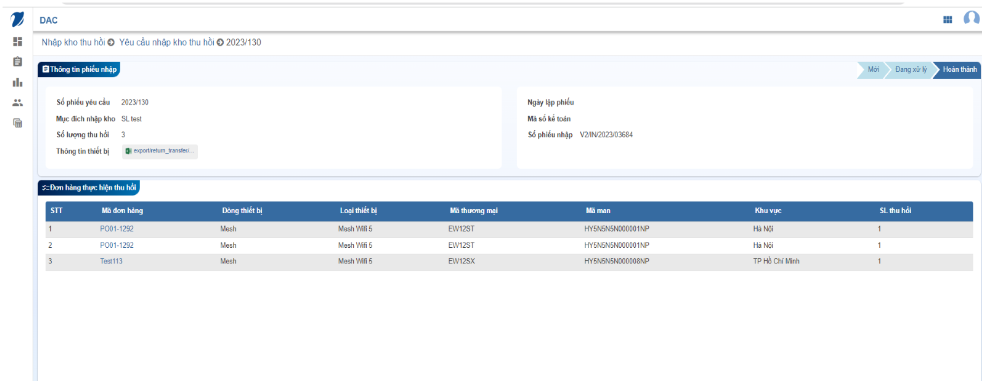 DAC
Nhập kho thu hồi Yêu cầu nhập kho thu hồi 2023/130
Thông tin phiếu nhập
Mới Đang xử lý Hoàn thành
Số phiếu yêu cầu 2023/130
Mục đích nhập kho SL test
Số lượng thu hồi 3
Thông tin thiết bị exportireturn_transfer/...
Ngày lập phiếu
Mã số kế toán
Số phiếu nhập V2/IN/2023/03684
Đơn hàng thực hiện thu hồi
STT Mã đơn hàng Dòng thiết bị Loại thiết bị Mã thương mại Mã man Khu vực SL thu hồi
1 PO01-1292 Mesh Mesh Wifi 5 EW12ST HY5N5N5N000001NP Hà Nội 1
2 PO01-1292 Mesh Mesh Wifi 5 EW12ST HY5N5N5N000001NP Hà Nội 1
3 Test113 Mesh Mesh Wifi 5 EW12SX HY5N5N5N000008NP TP Hồ Chí Minh 1